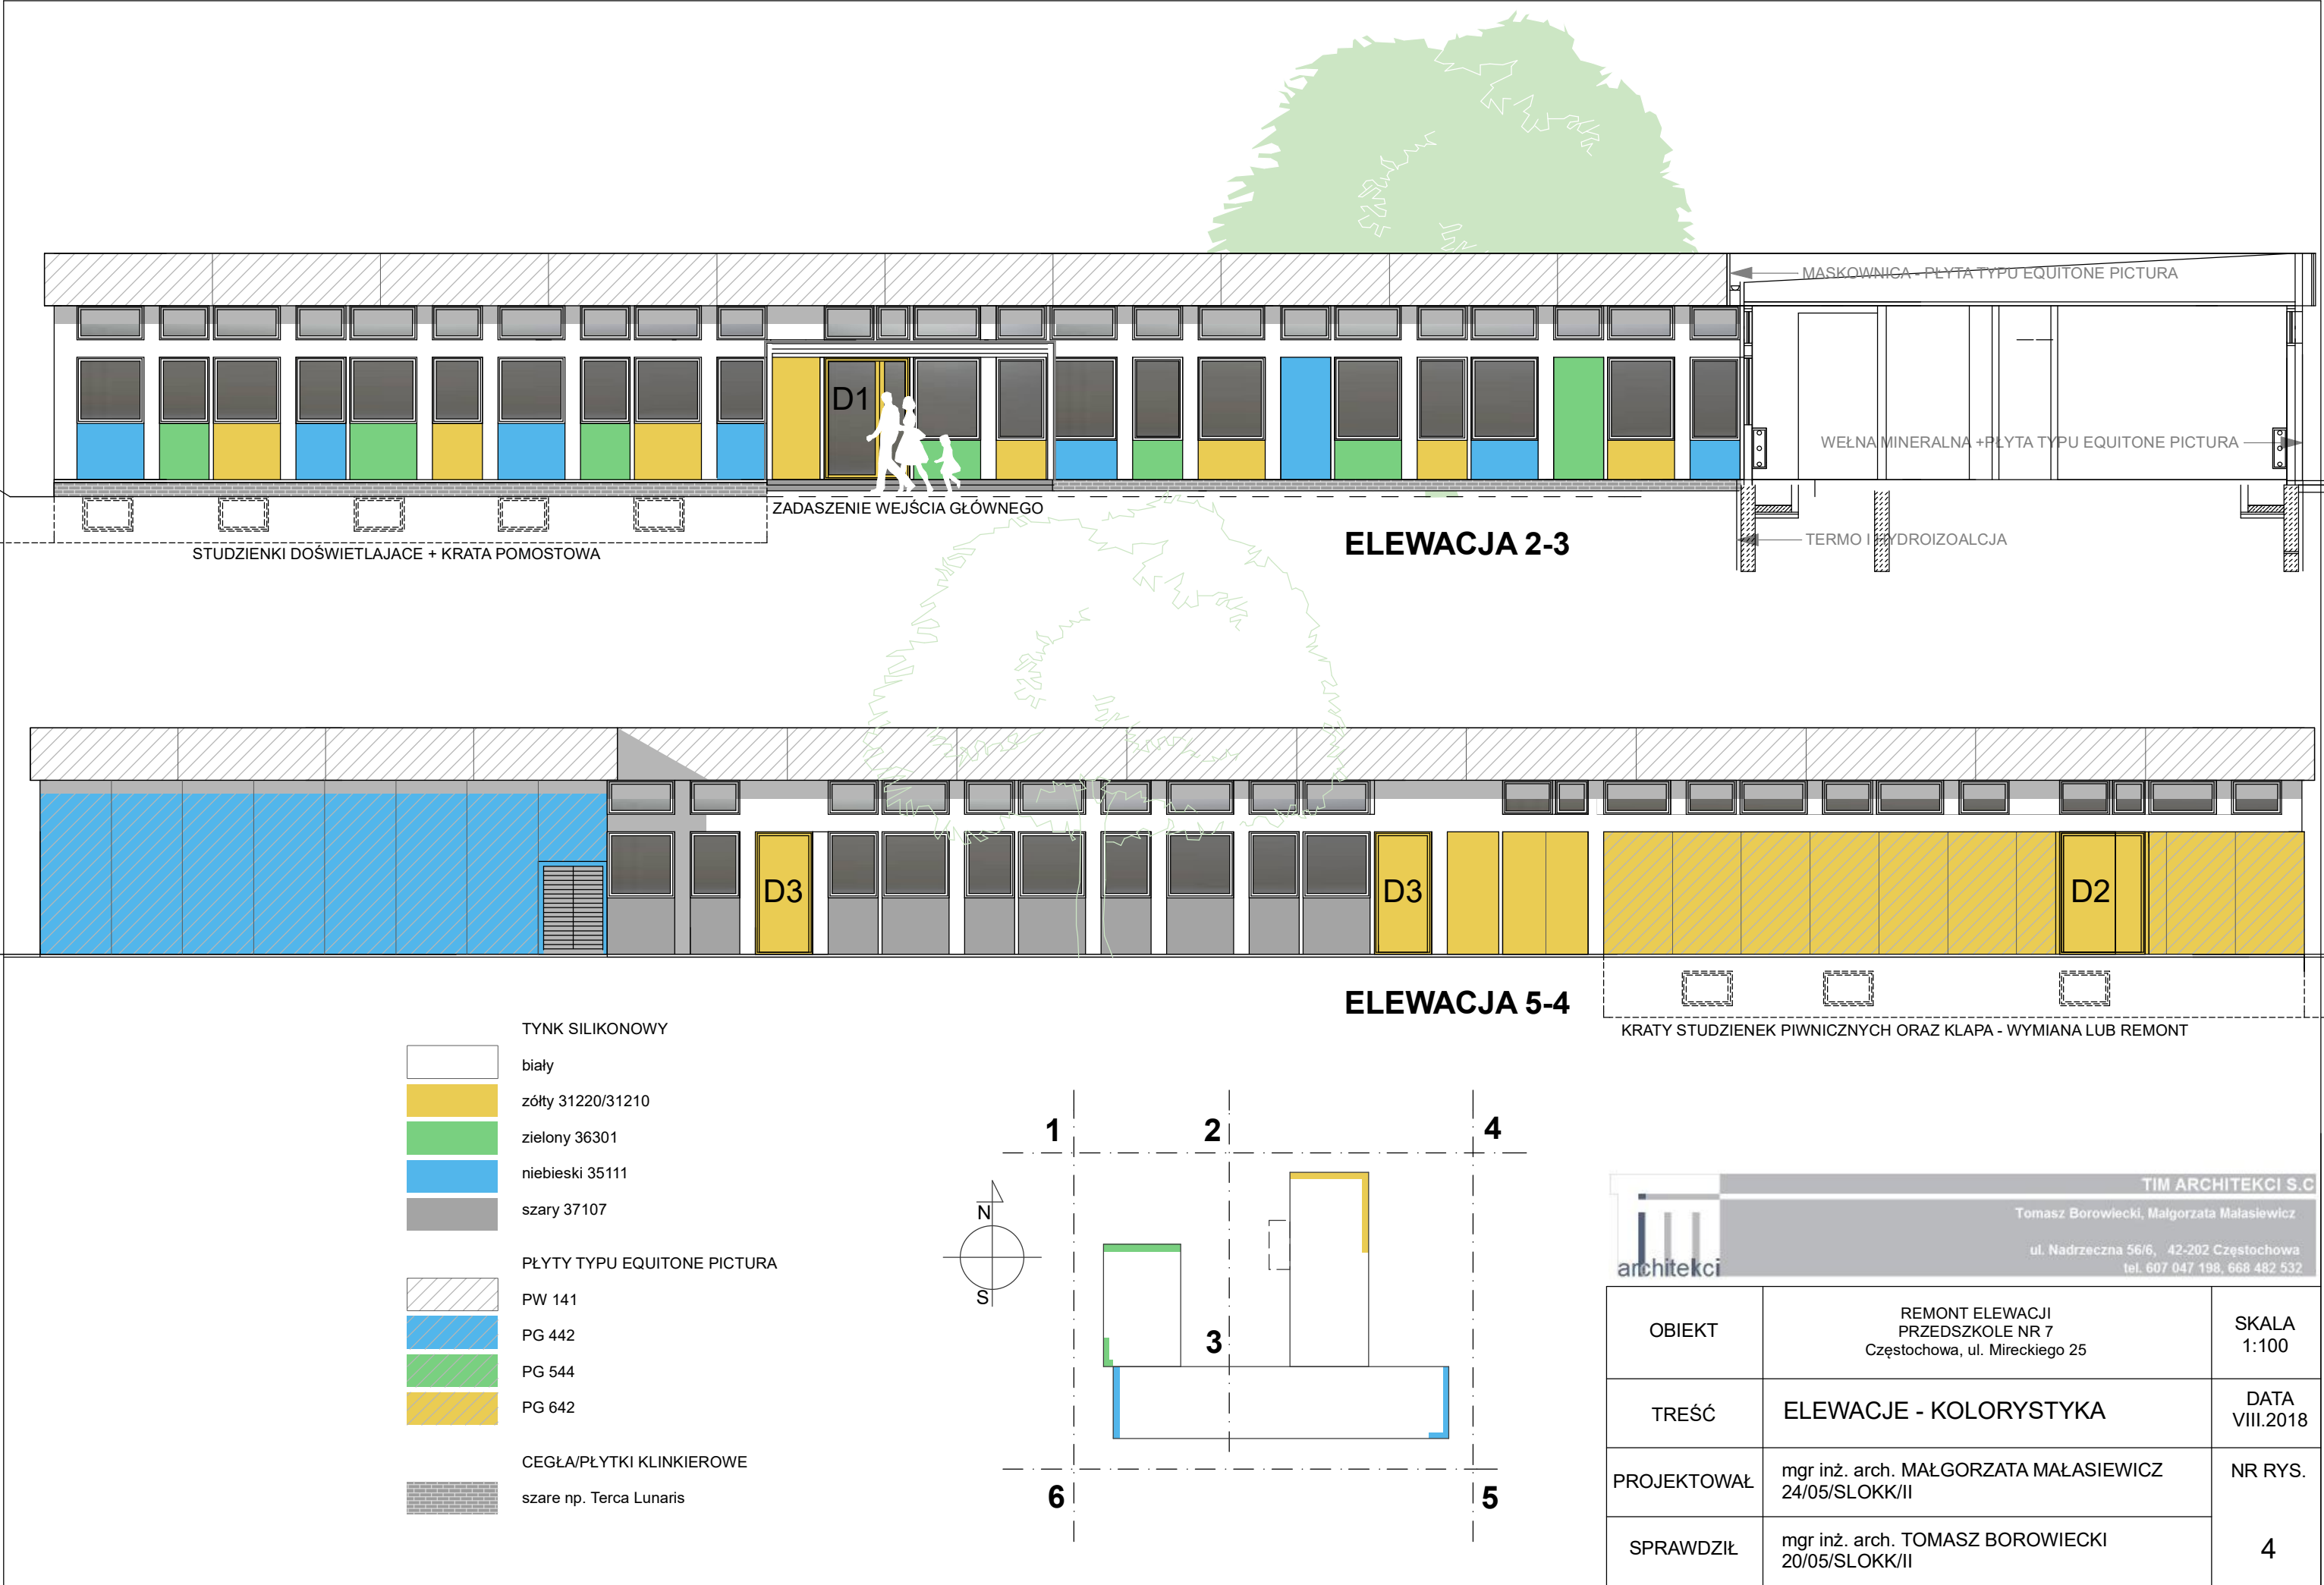 MASKOWNICA - PŁYTA TYPU EQUITONE PICTURA
D1
WEŁNA MINERALNA +PŁYTA TYPU EQUITONE PICTURA
ZADASZENIE WEJŚCIA GŁÓWNEGO
STUDZIENKI DOŚWIETLAJACE + KRATA POMOSTOWA
ELEWACJA 2-3
TERMO I HYDROIZOALCJA
D3
D3
D2
ELEWACJA 5-4
KRATY STUDZIENEK PIWNICZNYCH ORAZ KLAPA - WYMIANA LUB REMONT
TYNK SILIKONOWY
biały
zółty 31220/31210
zielony 36301
niebieski 35111
szary 37107
PŁYTY TYPU EQUITONE PICTURA
PW 141
PG 442
PG 544
PG 642
CEGŁA/PŁYTKI KLINKIEROWE
szare np. Terca Lunaris
1
2
4
N
S
3
6
5
TIM ARCHITEKCI S.C
Tomasz Borowiecki, Małgorzata Małasiewicz
ul. Nadrzeczna 56/6, 42-202 Częstochowa
tel. 607 047 198, 668 482 532
architekci
OBIEKT
REMONT ELEWACJI
PRZEDSZKOLE NR 7
Częstochowa, ul. Mireckiego 25
SKALA
1:100
TREŚĆ
ELEWACJE - KOLORYSTYKA
DATA
VIII.2018
PROJEKTOWAŁ
mgr inż. arch. MAŁGORZATA MAŁASIEWICZ
24/05/SLOKK/II
NR RYS.
SPRAWDZIŁ
mgr inż. arch. TOMASZ BOROWIECKI
20/05/SLOKK/II
4